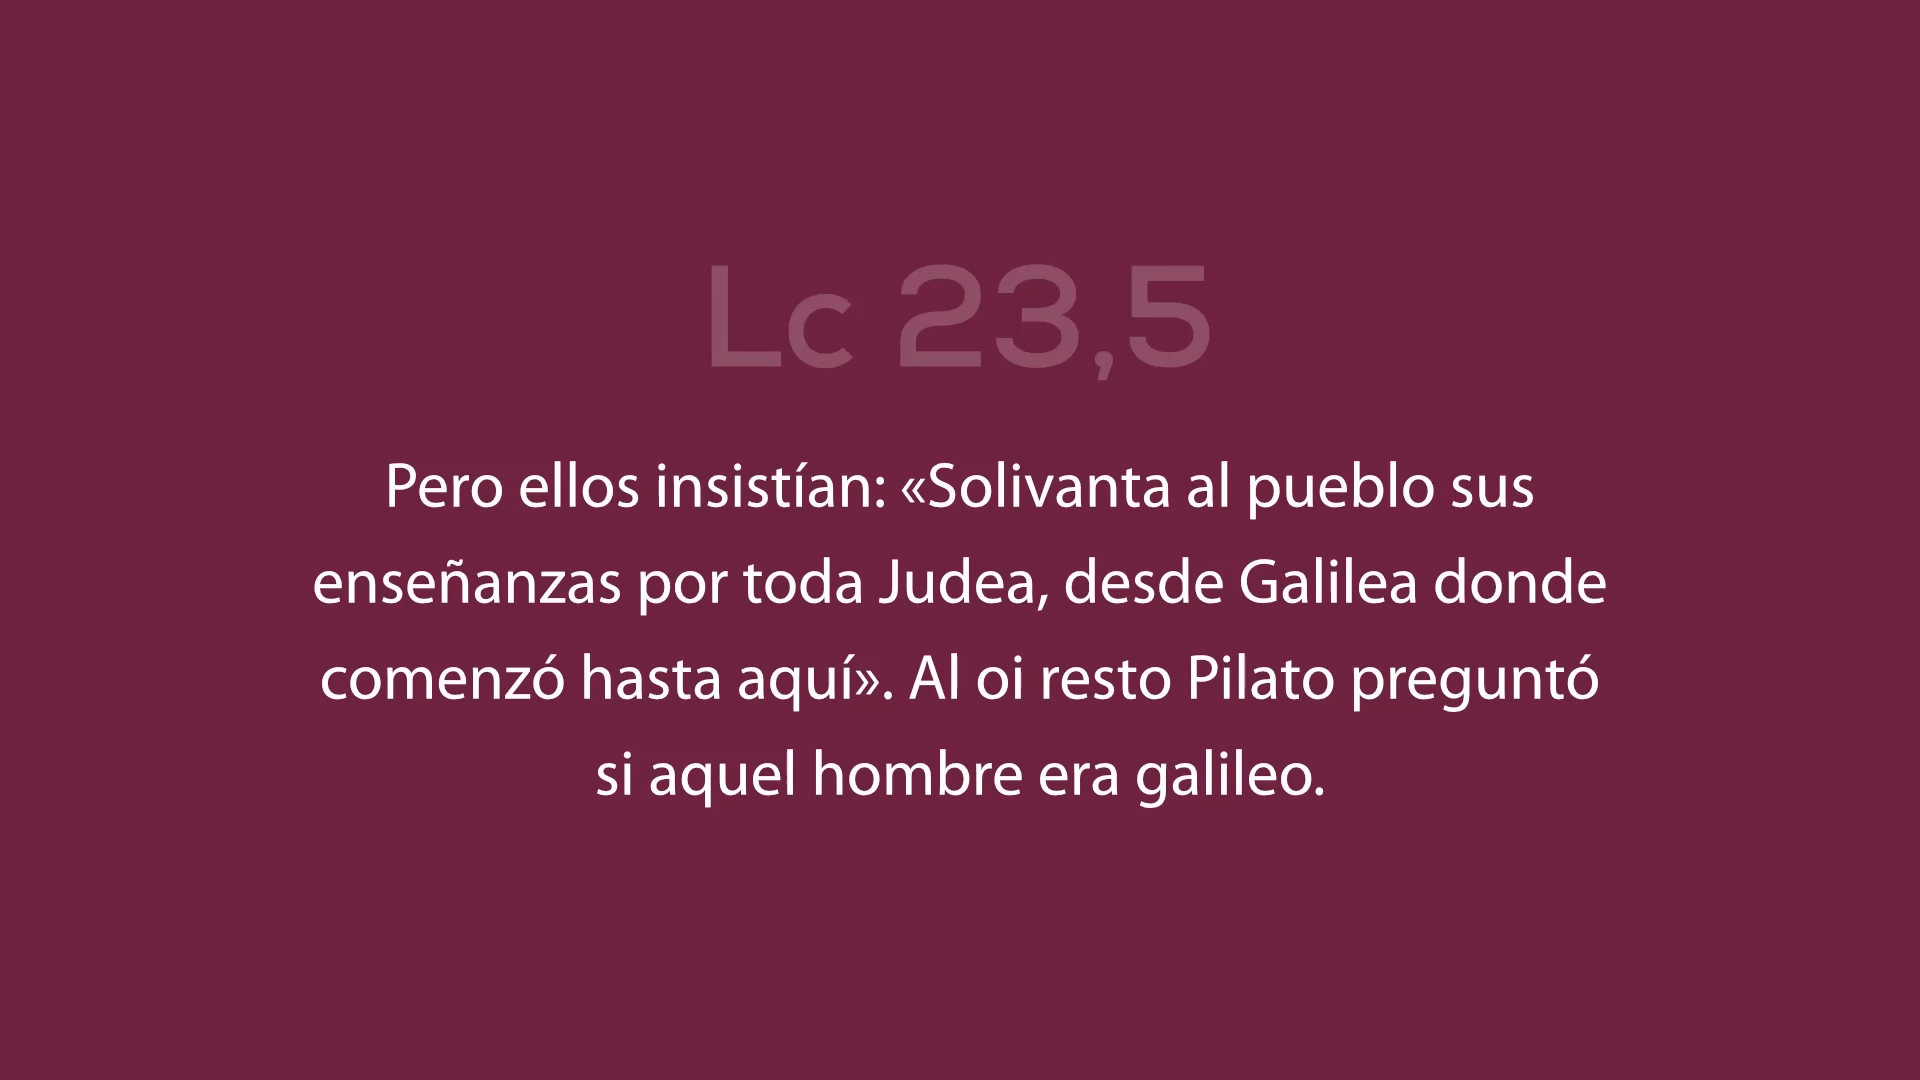 Lc 23,5
Pero ellos insistían: «Solivanta al pueblo sus
enseñanzas por toda Judea, desde Galilea donde
comenzó hasta aquí». Al oi resto Pilato preguntó
si aquel hombre era galileo.